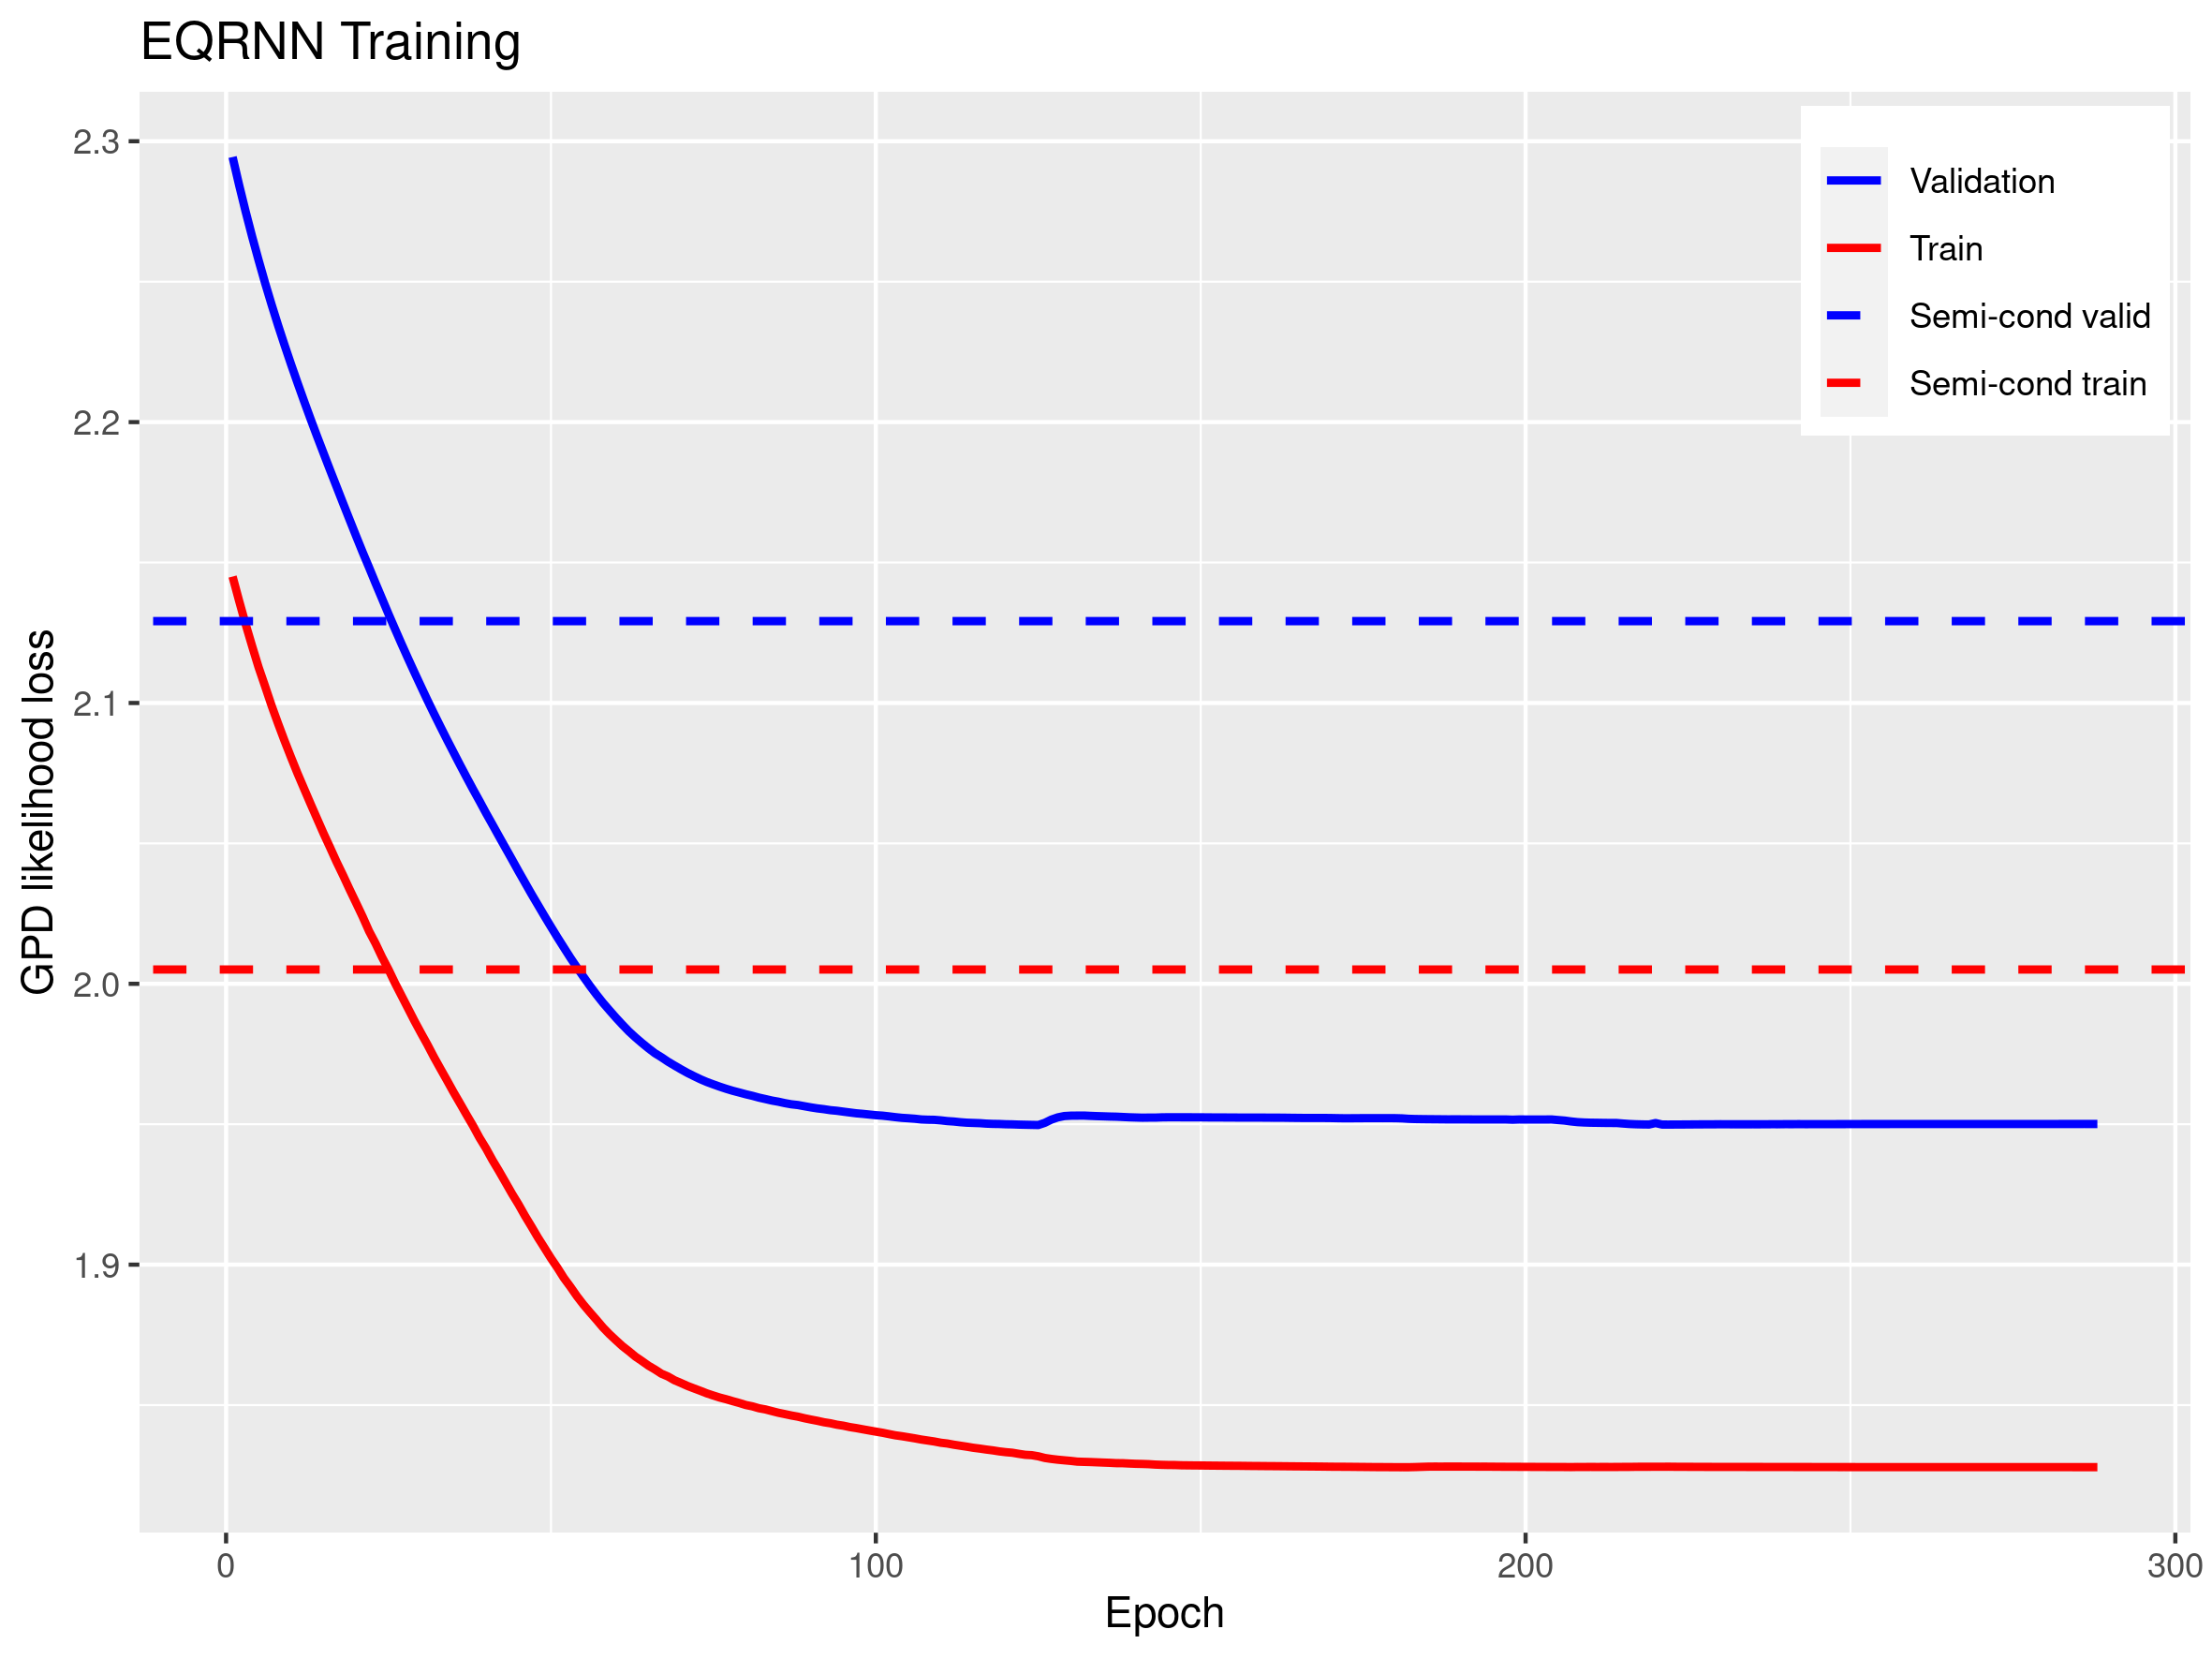 EQRNN Training
2.3
2.2
2.1
2.0
1.9
GPD likelihood loss
Validation
Train
Semi-cond valid
Semi-cond train
0
100
200
300
Epoch